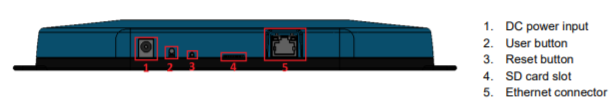 1 2 3 4 5
1. DC power input
2. User button
3. Reset button
4. SD card slot
5. Ethernet connector